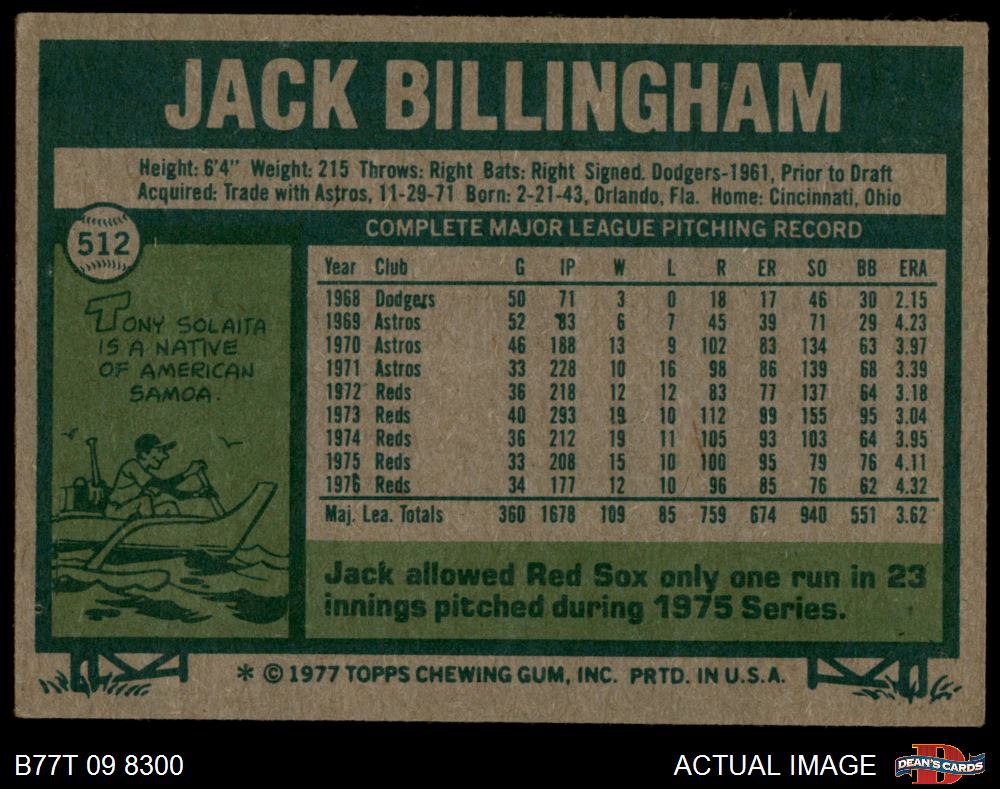 JACK BILLINGHAM
Height: 6'4" Weight: 215 Throws: Right Bats: Right Signed. Dodgers-1961, Prior to Draft
Acquired: Trade with Astros, 11-29-71 Born: 2-21-43, Orlando, Fla. Home: Cincinnati, Ohio
512
COMPLETE MAJOR LEAGUE PITCHING RECORD
Year Club G IP W L R ER SO BB ERA
1968 Dodgers 50 71 3 0 18 17 46 30 2.15
1969 Astros 52 83 6 7 45 39 71 29 4.23
1970 Astros 46 188 13 9 102 83 134 63 3.97
1971 Astros 33 228 10 16 98 86 139 68 3.39
1972 Reds 36 218 12 12 83 77 137 64 3.18
1973 Reds 40 293 19 10 112 99 155 95 3.04
1974 Reds 36 212 19 11 105 93 103 64 3.95
1975 Reds 33 208 15 10 100 95 79 76 4.11
1976 Reds 34 177 12 10 96 85 76 62 4.32
Maj. Lea. Totals 360 1678 109 85 759 674 940 551 3.62
TONY SOLAITA
IS A NATIVE
OF AMERICAN
SAMOA.
Jack allowed Red Sox only one run in 23
innings pitched during 1975 Series.
* © 1977 TOPPS CHEWING GUM, INC. PRTD. IN U.S.A.
B77T 09 8300
ACTUAL IMAGE
D
DEAN'S CARDS